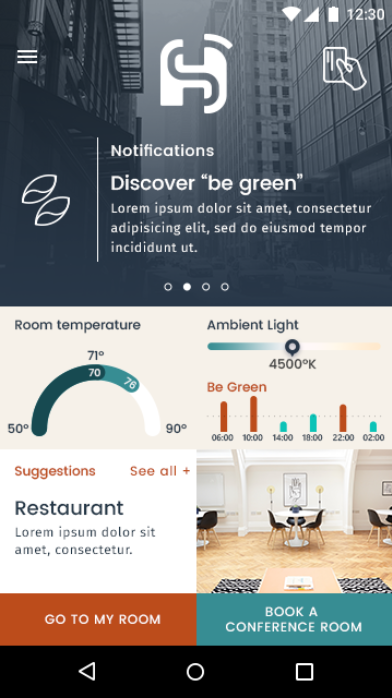 12:30
Notifications
Discover “be green”
Lorem ipsum dolor sit amet, consectetur
adipisicing elit, sed do eiusmod tempor
incididunt ut.
Room temperature
71º
70
76
50º
90º
Ambient Light
4500ºK
Be Green
06:00 10:00 14:00 18:00 22:00 02:00
Suggestions
See all +
Restaurant
Lorem ipsum dolor sit
amet, consectetur.
GO TO MY ROOM
BOOK A
CONFERENCE ROOM